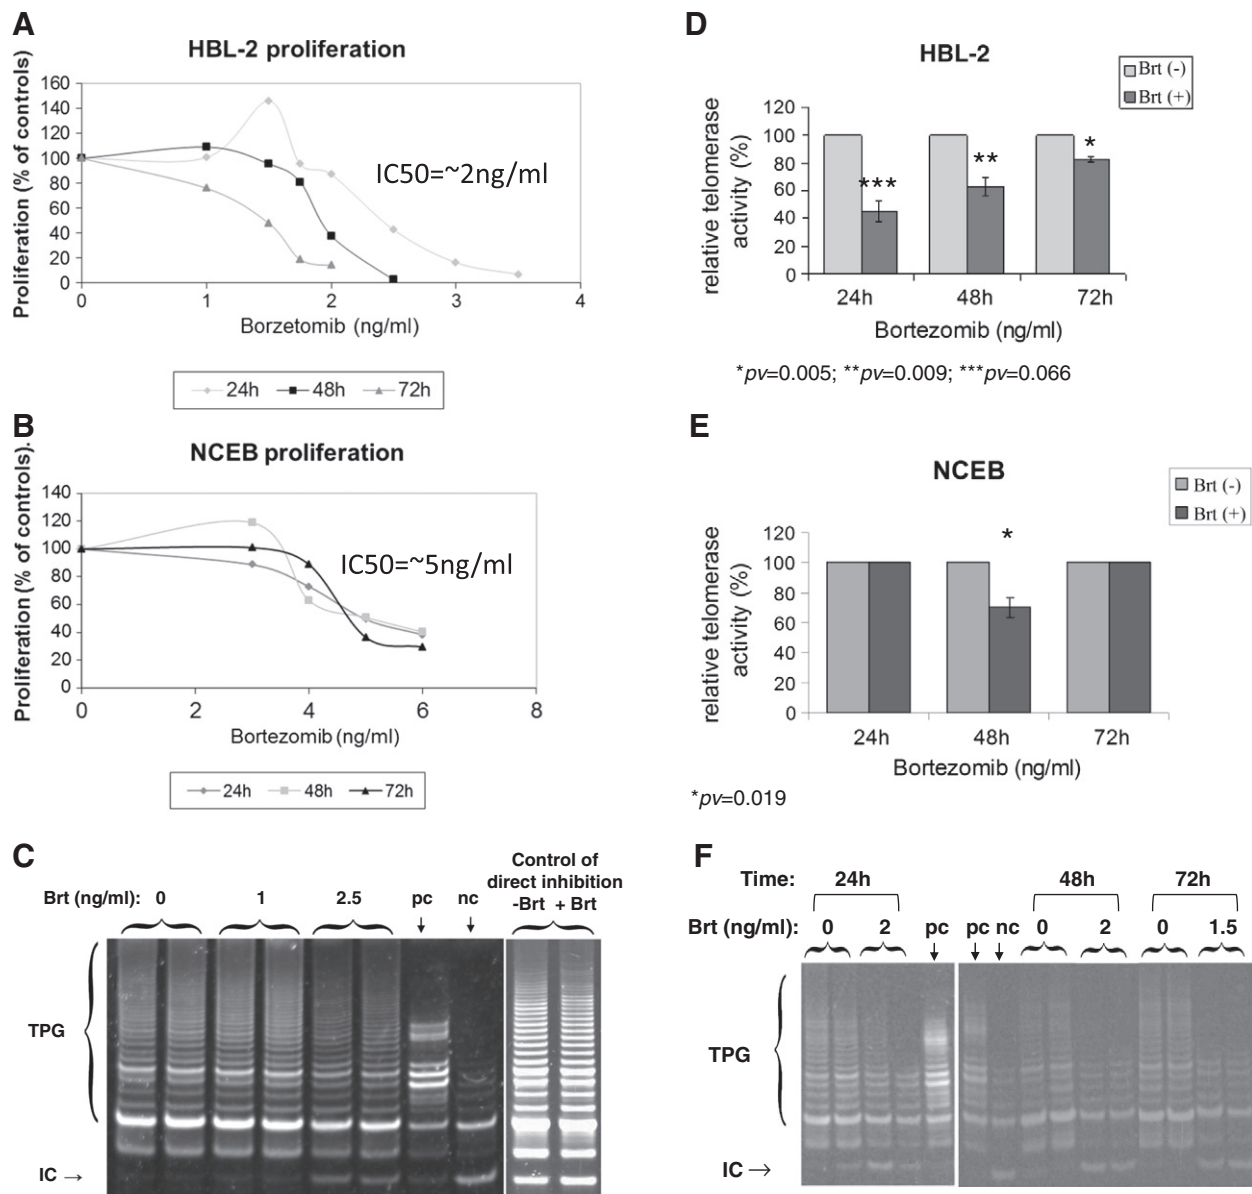 A
HBL-2 proliferation
Proliferation (% of controls)
160
140
120
100
80
60
40
20
0
IC50=~2ng/ml
0 1 2 3 4
Borzetomib (ng/ml)
24h 48h 72h
B
NCEB proliferation
Proliferation (% of controls).
140
120
100
80
60
40
20
0
IC50=~5ng/ml
0 2 4 6 8
Bortezomib (ng/ml)
24h 48h 72h
C
Control of
direct inhibition
Brt (ng/ml): 0 1 2.5 pc nc -Brt + Brt
TPG
IC →
D
HBL-2
Brt (-)
Brt (+)
relative telomerase
activity (%)
120
100
80
60
40
20
0
***
**
*
24h 48h 72h
Bortezomib (ng/ml)
*pv=0.005; **pv=0.009; ***pv=0.066
E
NCEB
Brt (-)
Brt (+)
relative telomerase
activity (%)
120
100
80
60
40
20
0
*
24h 48h 72h
Bortezomib (ng/ml)
*pv=0.019
F
Time: 24h 48h 72h
Brt (ng/ml): 0 2 pc pc nc 0 2 0 1.5
TPG
IC →